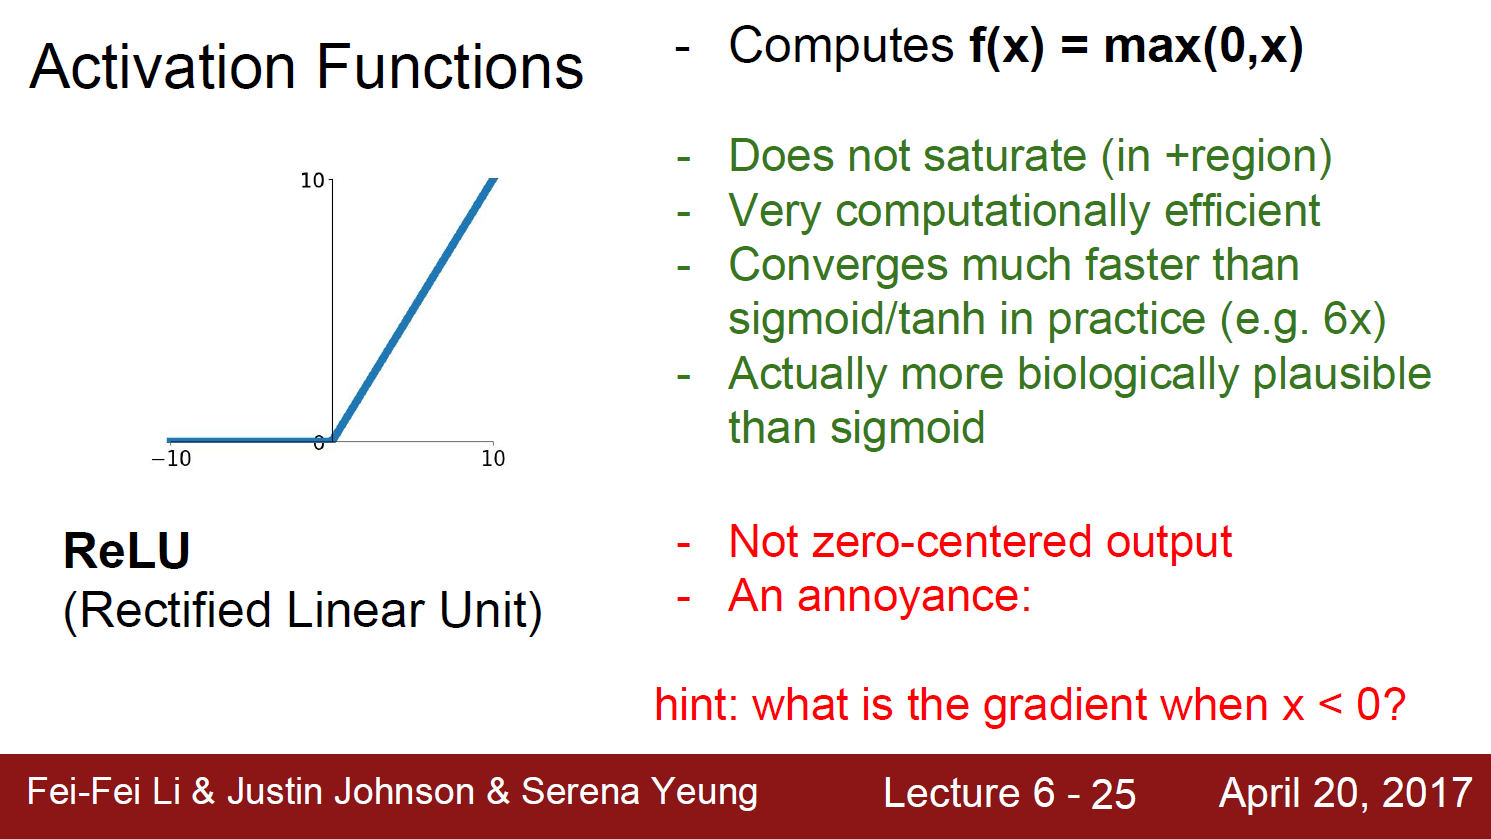 Activation Functions
10
0
−10
10
ReLU
(Rectified Linear Unit)
- Computes f(x) = max(0,x)
- Does not saturate (in +region)
- Very computationally efficient
- Converges much faster than
sigmoid/tanh in practice (e.g. 6x)
- Actually more biologically plausible
than sigmoid
- Not zero-centered output
- An annoyance:
hint: what is the gradient when x < 0?
Fei-Fei Li & Justin Johnson & Serena Yeung
Lecture 6 - 25
April 20, 2017